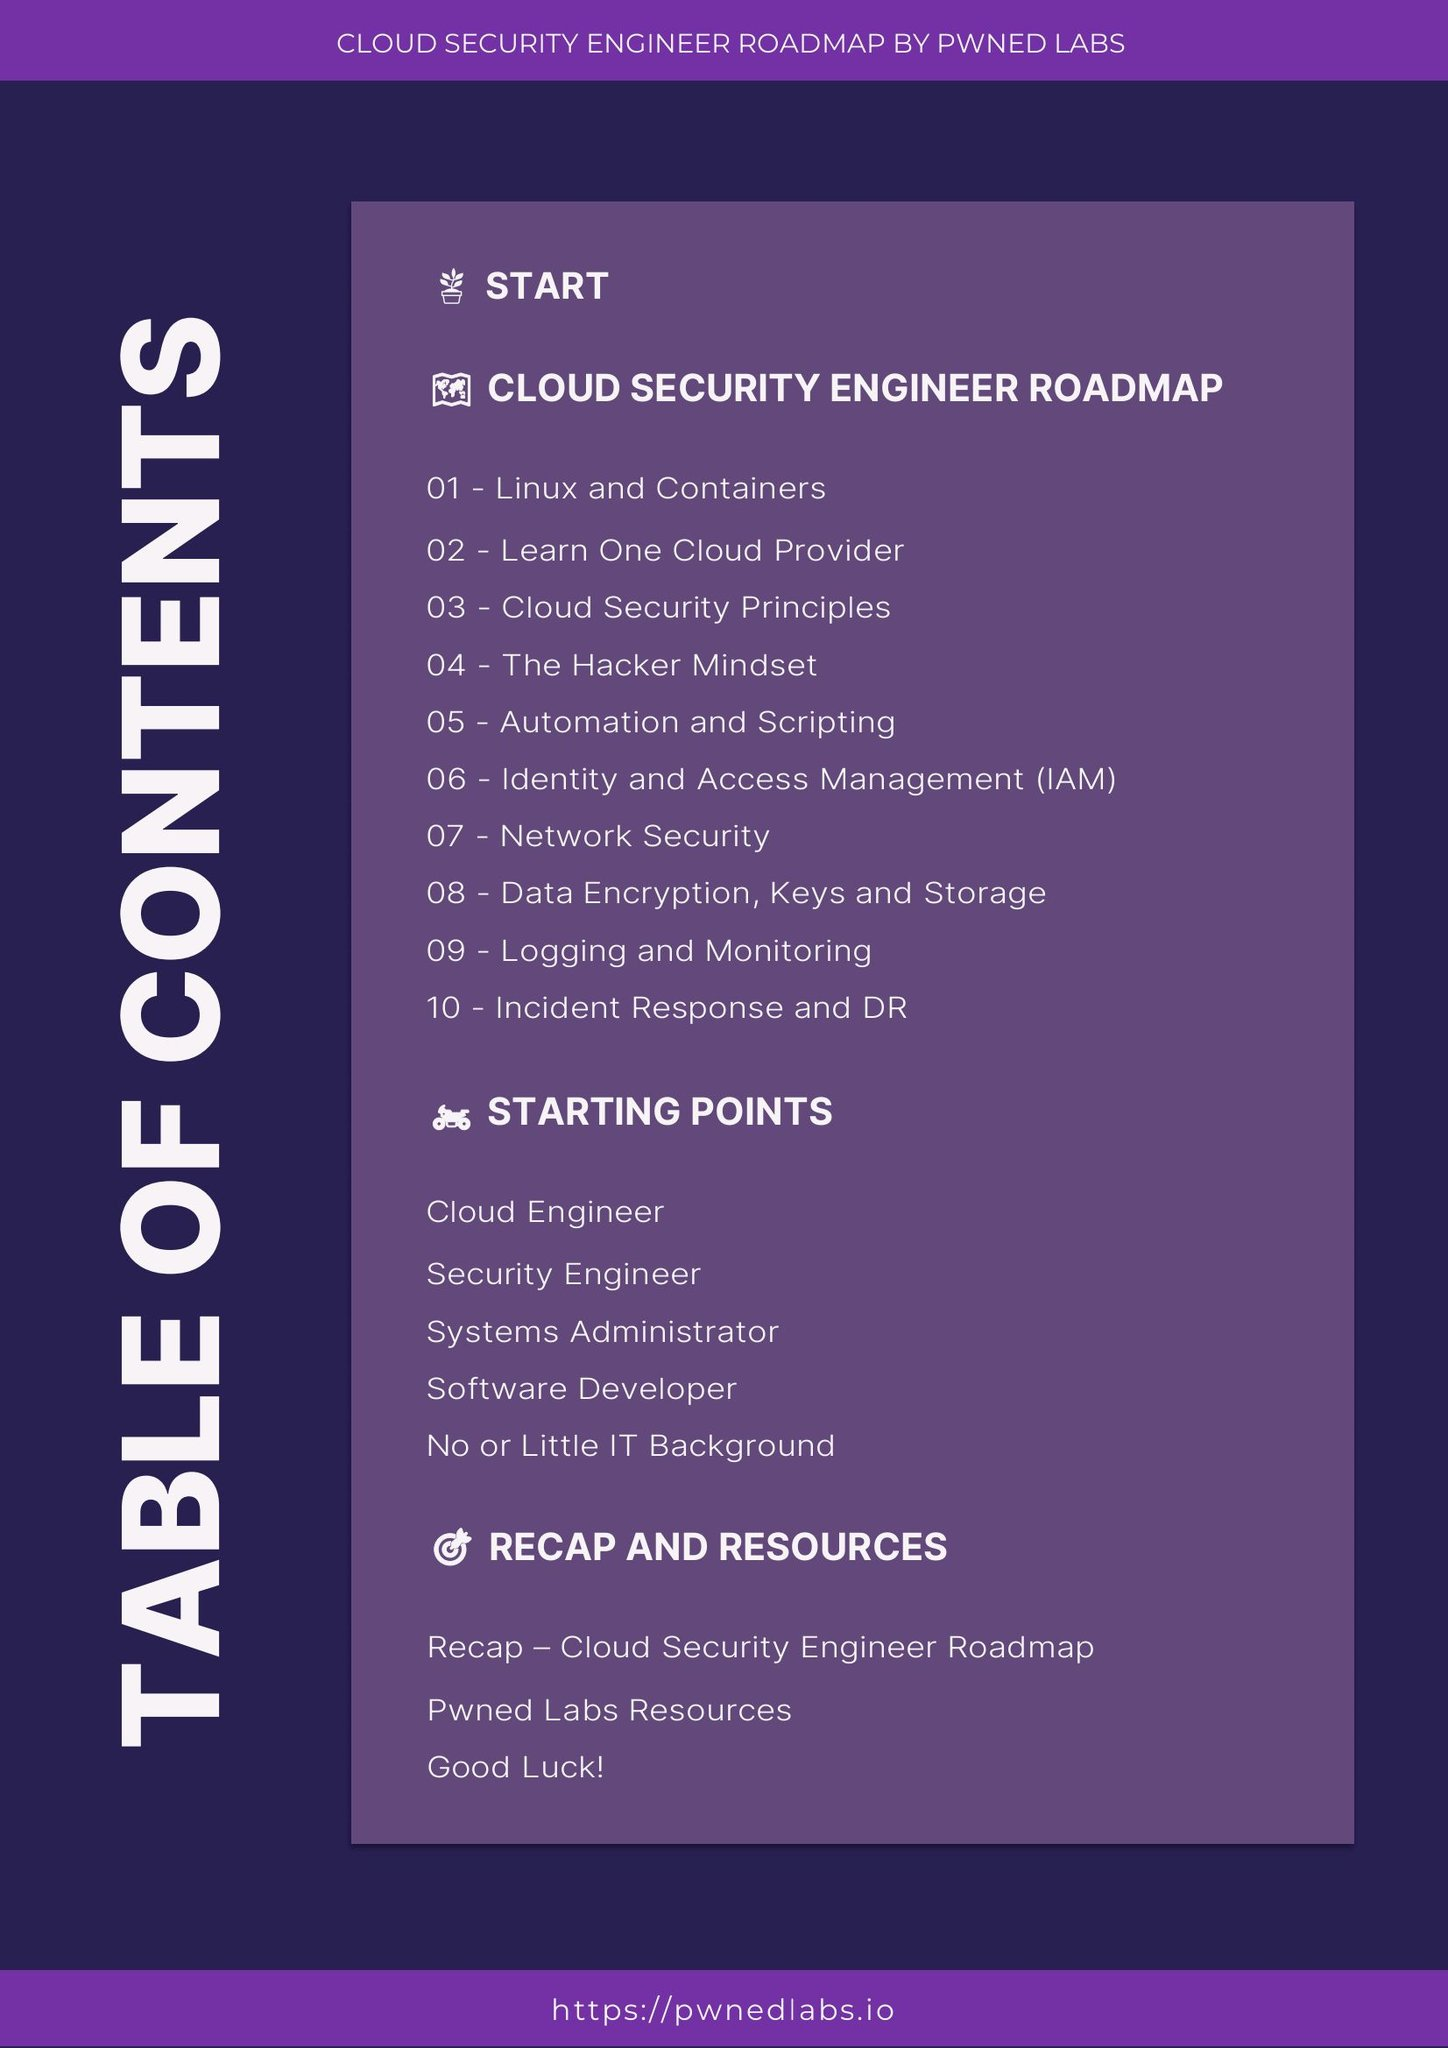 CLOUD SECURITY ENGINEER ROADMAP BY PWNED LABS
TABLE OF CONTENTS
START
CLOUD SECURITY ENGINEER ROADMAP
01 - Linux and Containers
02 - Learn One Cloud Provider
03 - Cloud Security Principles
04 - The Hacker Mindset
05 - Automation and Scripting
06 - Identity and Access Management (IAM)
07 - Network Security
08 - Data Encryption, Keys and Storage
09 - Logging and Monitoring
10 - Incident Response and DR
STARTING POINTS
Cloud Engineer
Security Engineer
Systems Administrator
Software Developer
No or Little IT Background
RECAP AND RESOURCES
Recap – Cloud Security Engineer Roadmap
Pwned Labs Resources
Good Luck!
https://pwnedlabs.io